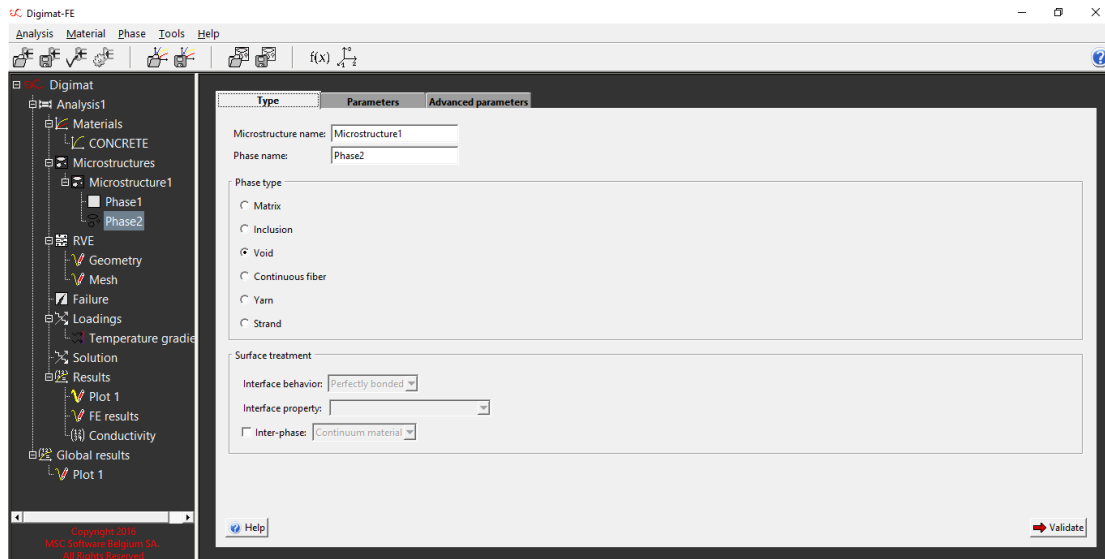 Digimat-FE
Analysis Material Phase Tools Help
f(x)
Digimat
Analysis1
Materials
CONCRETE
Microstructures
Microstructure1
Phase1
Phase2
RVE
Geometry
Mesh
Failure
Loadings
Temperature gradie
Solution
Results
Plot 1
FE results
Conductivity
Global results
Plot 1
Copyright 2016
MSC Software Belgium SA.
All Rights Reserved
Type Parameters Advanced parameters
Microstructure name: Microstructure1
Phase name: Phase2
Phase type
Matrix
Inclusion
Void
Continuous fiber
Yarn
Strand
Surface treatment
Interface behavior: Perfectly bonded
Interface property:
Inter-phase: Continuum material
Help
Validate